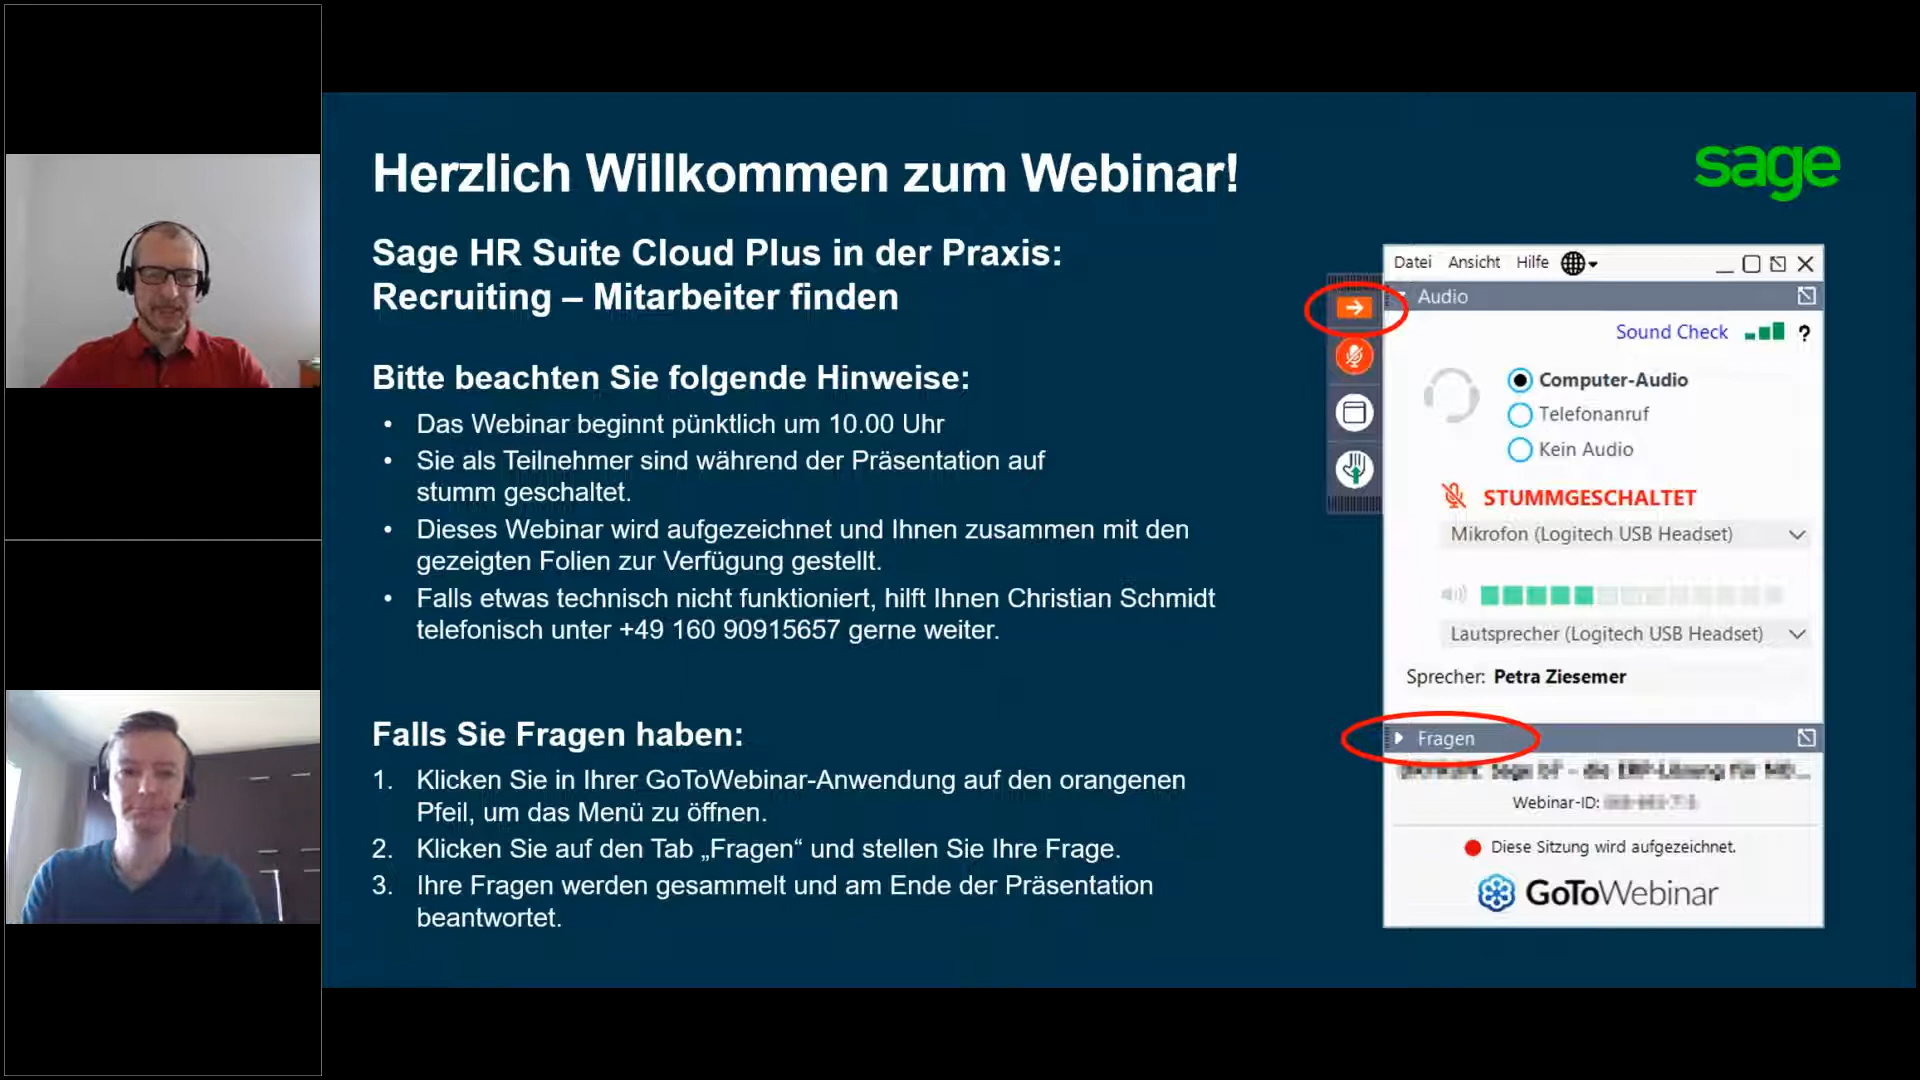 Herzlich Willkommen zum Webinar!
sage
Sage HR Suite Cloud Plus in der Praxis:
Recruiting – Mitarbeiter finden
Bitte beachten Sie folgende Hinweise:
• Das Webinar beginnt pünktlich um 10.00 Uhr
• Sie als Teilnehmer sind während der Präsentation auf
stumm geschaltet.
• Dieses Webinar wird aufgezeichnet und Ihnen zusammen mit den
gezeigten Folien zur Verfügung gestellt.
• Falls etwas technisch nicht funktioniert, hilft Ihnen Christian Schmidt
telefonisch unter +49 160 90915657 gerne weiter.
Falls Sie Fragen haben:
1. Klicken Sie in Ihrer GoToWebinar-Anwendung auf den orangenen
Pfeil, um das Menü zu öffnen.
2. Klicken Sie auf den Tab „Fragen“ und stellen Sie Ihre Frage.
3. Ihre Fragen werden gesammelt und am Ende der Präsentation
beantwortet.
Datei Ansicht Hilfe
Audio
Sound Check ?
Computer-Audio
Telefonanruf
Kein Audio
STUMMGESCHALTET
Mikrofon (Logitech USB Headset)
Lautsprecher (Logitech USB Headset)
Sprecher: Petra Ziesemer
Fragen
Webinar-ID:
Diese Sitzung wird aufgezeichnet.
GoToWebinar